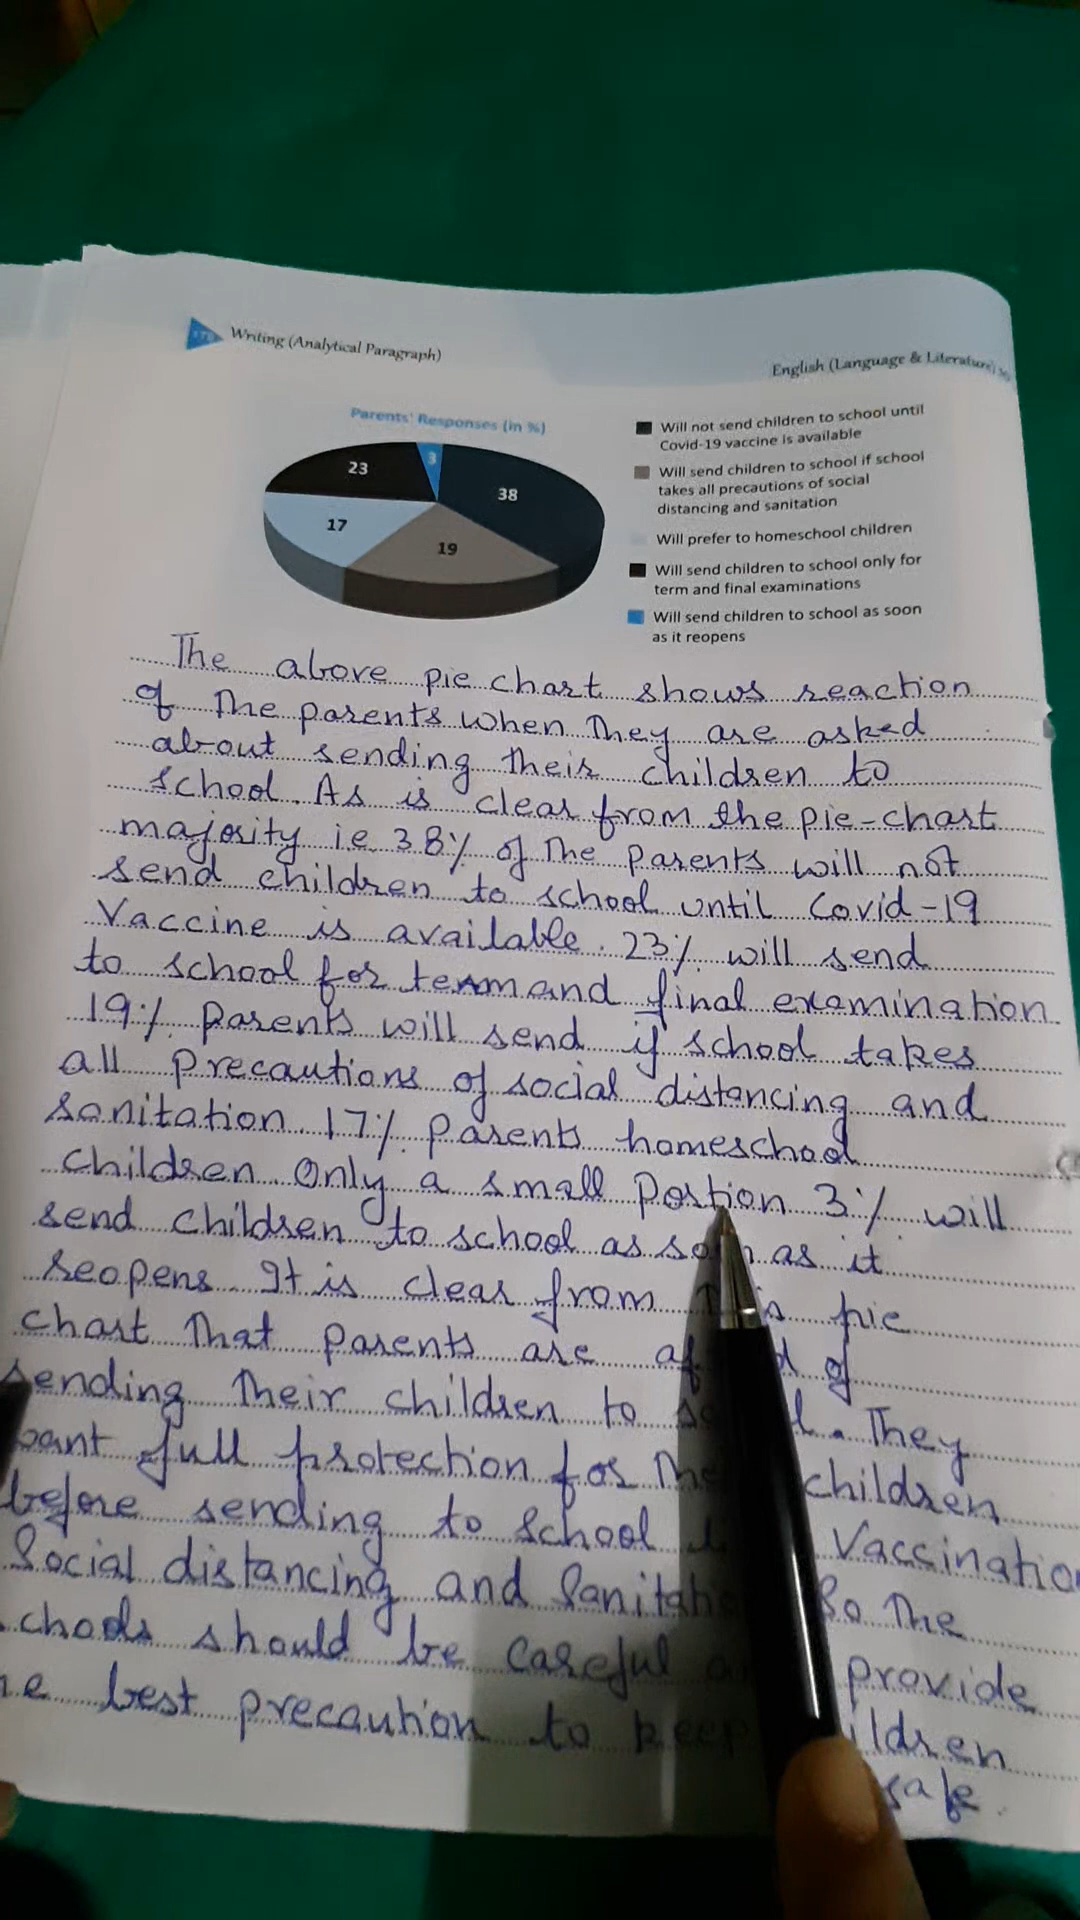 Writing (Analytical Paragraph)
English (Language & Literature)
Parents' Responses (in %)
3
23
38
17
19
Will not send children to school until
Covid-19 vaccine is available
Will send children to school if school
takes all precautions of social
distancing and sanitation
Will prefer to homeschool children
Will send children to school only for
term and final examinations
Will send children to school as soon
as it reopens
The above pie chart shows reaction
of the parents when they are asked
about sending their children to
school. As is clear from the pie-chart
majority ie 38% of the parents will not
send children to school until Covid-19
Vaccine is available. 23% will send
to school for term and final examination
19% parents will send if school takes
all precautions of social distancing and
sanitation. 17% parents homeschool
children Only a small portion 3% will
send children to school as as it
reopens. It is clear from pie
chart that parents are of
sending their children to They
full protection for children
before sending to school Vaccination
Social distancing and So the
should be careful provide
best precaution to keep
safe.